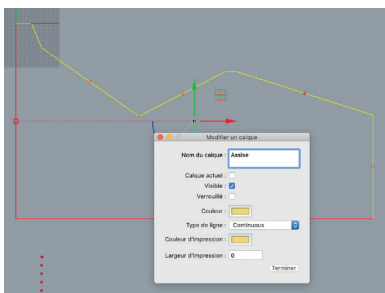 Modifier un calque
Nom du calque : Assise
Calque actuel :
Visible :
Verrouillé :
Couleur :
Type de ligne : Continuous
Couleur d'impression :
Largeur d'impression : 0
Terminer